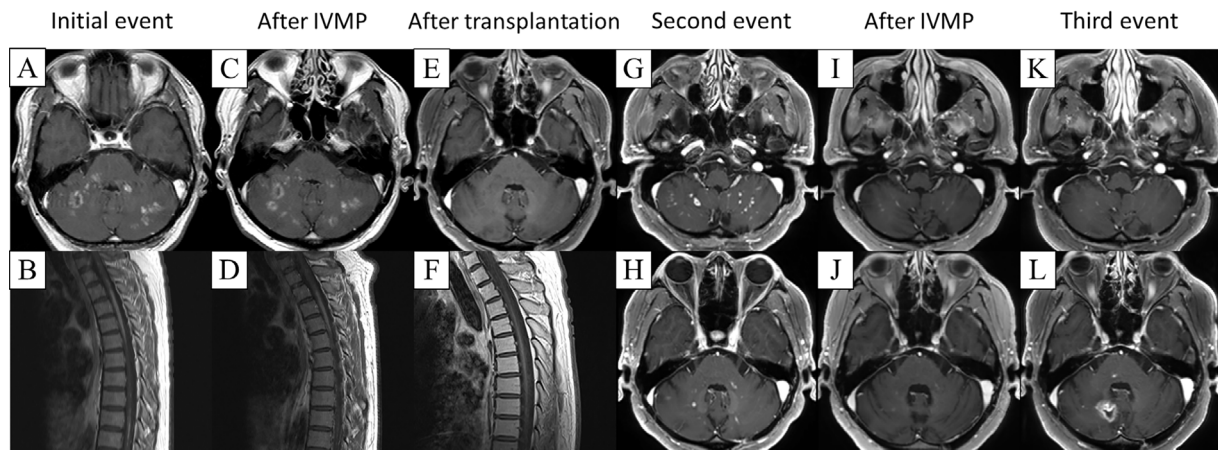 Initial event
After IVMP
After transplantation
Second event
After IVMP
Third event
A
C
E
G
I
K
B
D
F
H
J
L